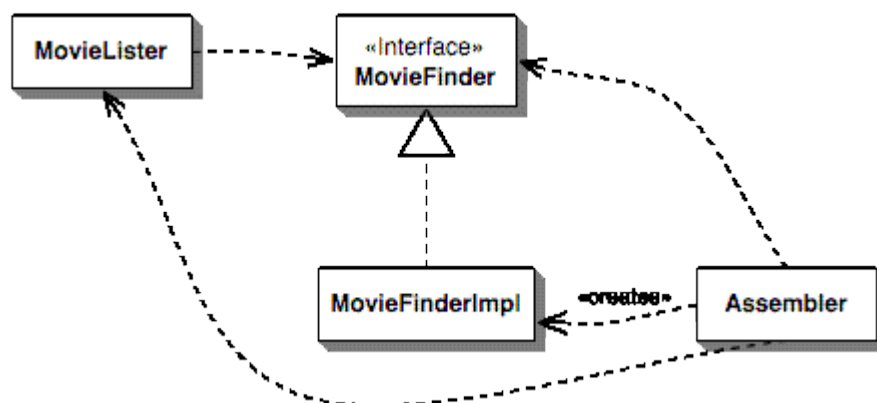 MovieLister
«Interface»
MovieFinder
MovieFinderImpl
«creates»
Assembler